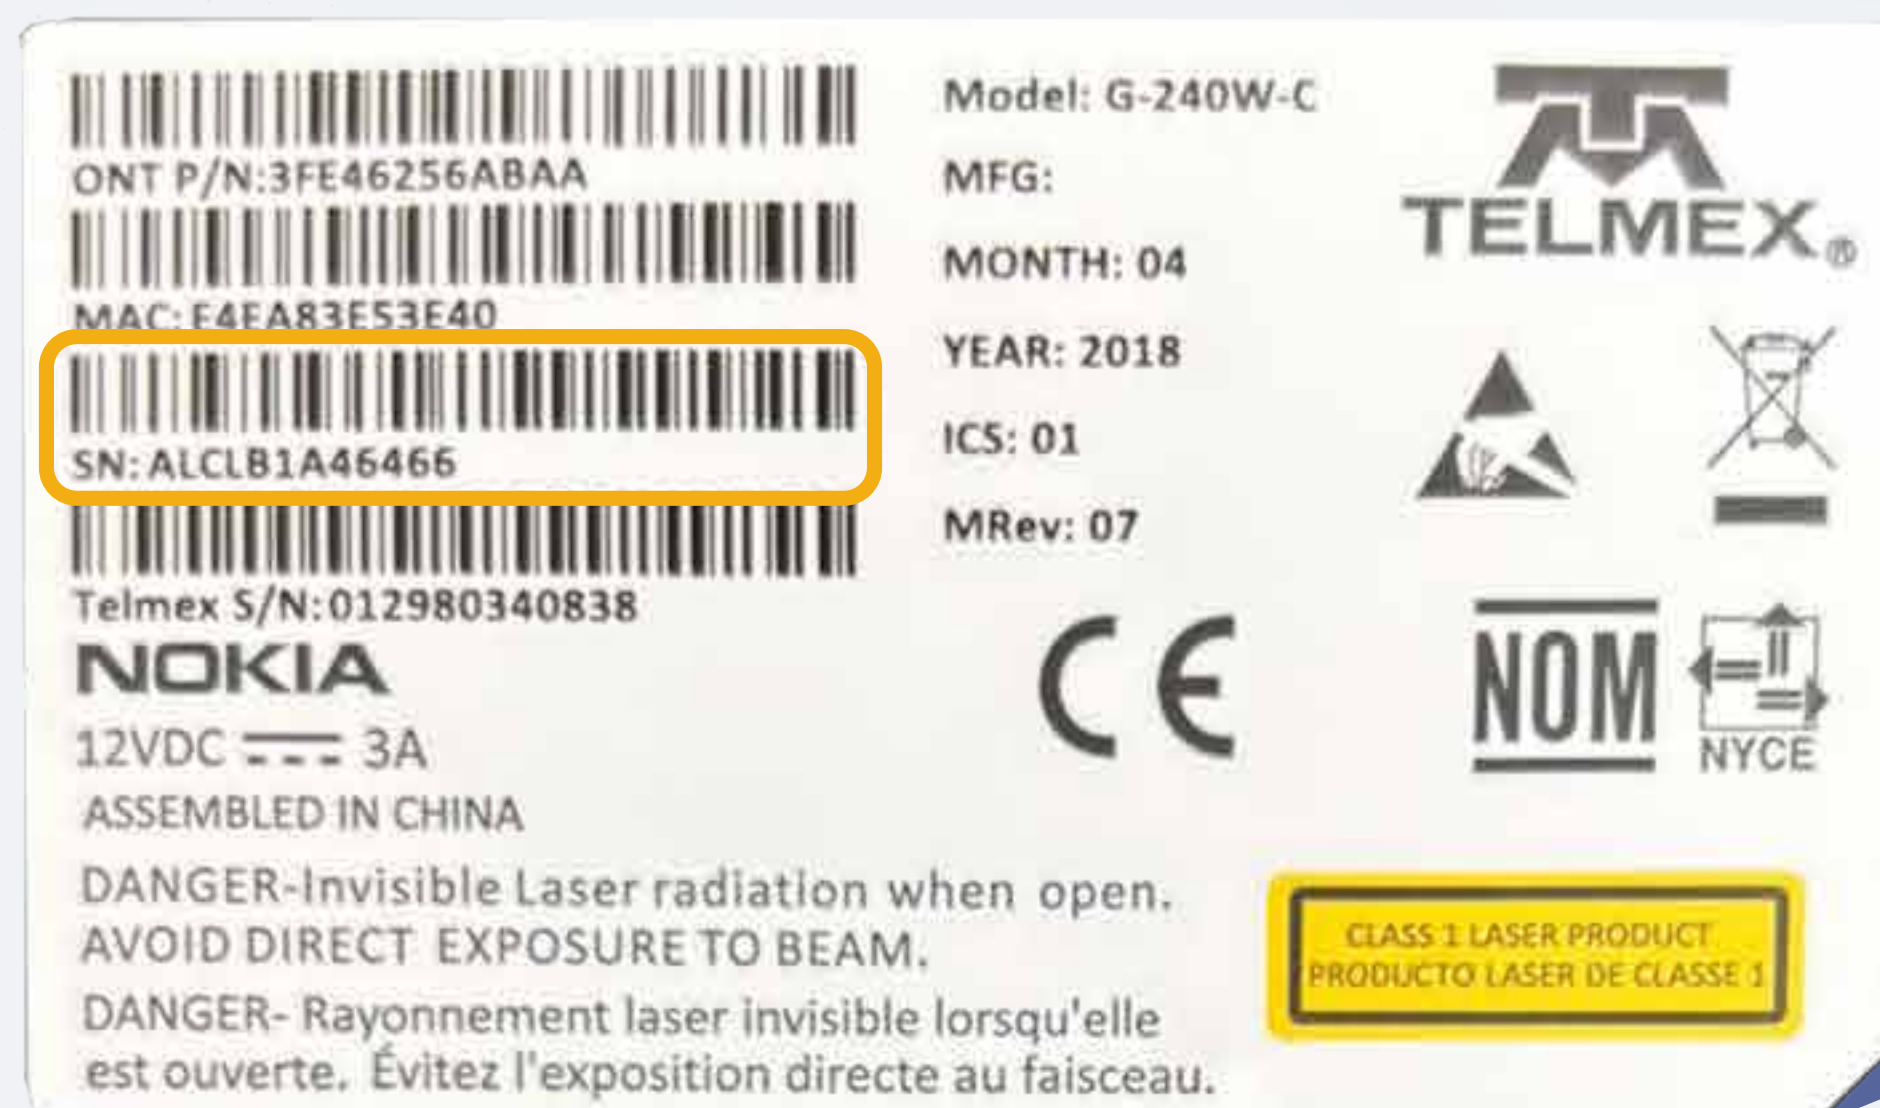 ONT P/N:3FE46256ABAA
MAC: E4EA83E53E40
SN: ALCLB1A46466
Telmex S/N:012980340838
NOKIA
12VDC 3A
ASSEMBLED IN CHINA
DANGER-Invisible Laser radiation when open.
AVOID DIRECT EXPOSURE TO BEAM.
DANGER- Rayonnement laser invisible lorsqu'elle
est ouverte. Évitez l'exposition directe au faisceau.
Model: G-240W-C
MFG:
MONTH: 04
YEAR: 2018
ICS: 01
MRev: 07
CE
TELMEX®
NOM
NYCE
CLASS 1 LASER PRODUCT
PRODUCTO LASER DE CLASSE 1